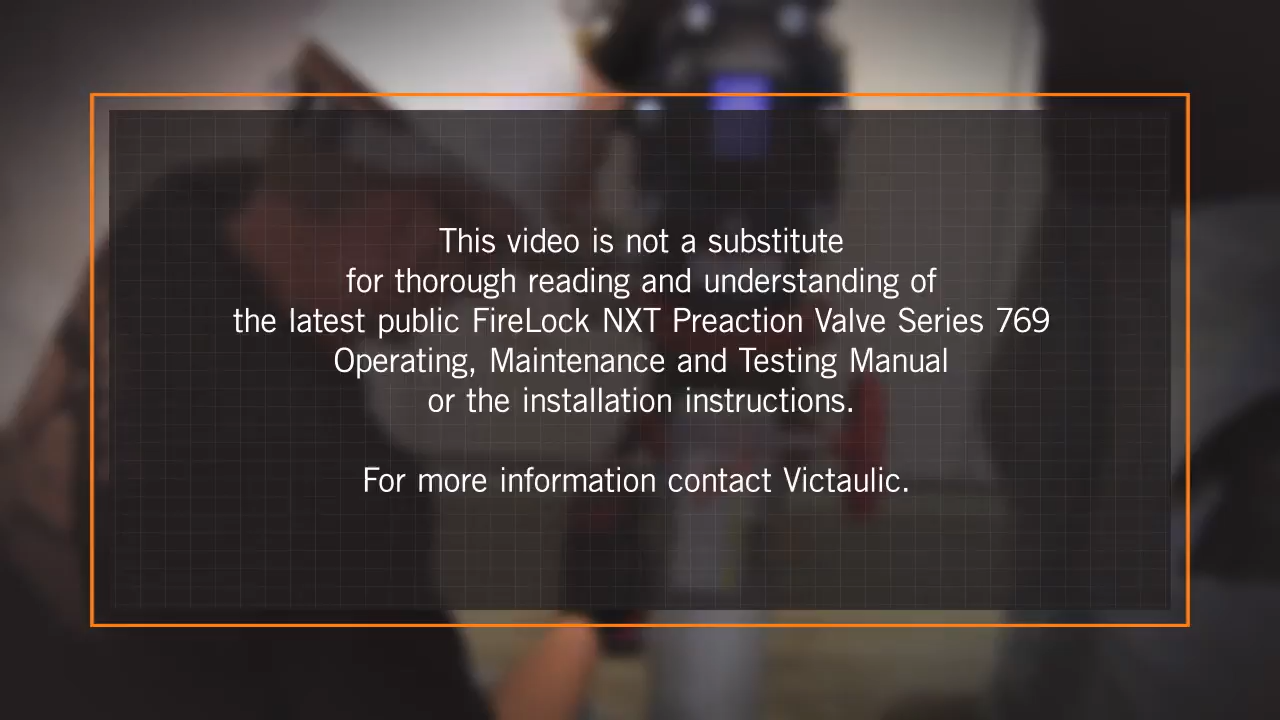 This video is not a substitute
for thorough reading and understanding of
the latest public FireLock NXT Preaction Valve Series 769
Operating, Maintenance and Testing Manual
or the installation instructions.
For more information contact Victaulic.